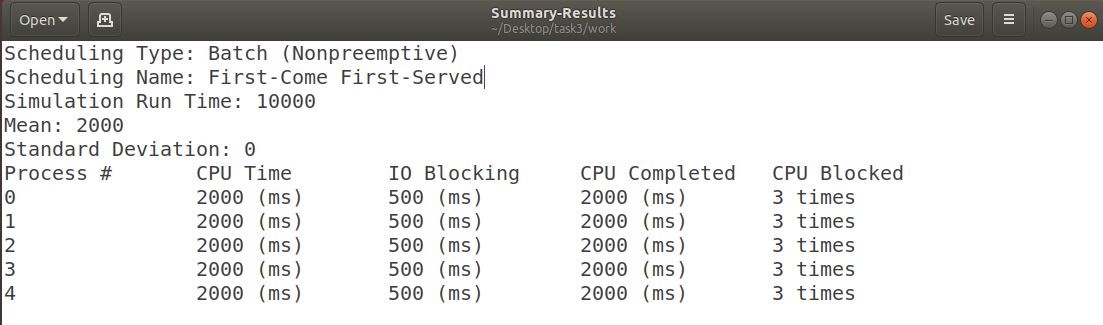 Open Summary-Results Save
~/Desktop/task3/work
Scheduling Type: Batch (Nonpreemptive)
Scheduling Name: First-Come First-Served
Simulation Run Time: 10000
Mean: 2000
Standard Deviation: 0
Process # CPU Time IO Blocking CPU Completed CPU Blocked
0 2000 (ms) 500 (ms) 2000 (ms) 3 times
1 2000 (ms) 500 (ms) 2000 (ms) 3 times
2 2000 (ms) 500 (ms) 2000 (ms) 3 times
3 2000 (ms) 500 (ms) 2000 (ms) 3 times
4 2000 (ms) 500 (ms) 2000 (ms) 3 times